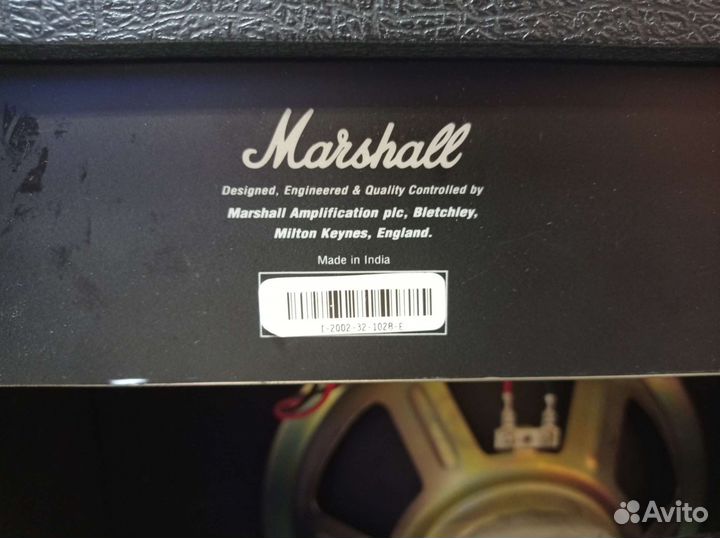 Marshall
Designed, Engineered & Quality Controlled by
Marshall Amplification plc, Bletchley,
Milton Keynes, England.
Made in India
Avito